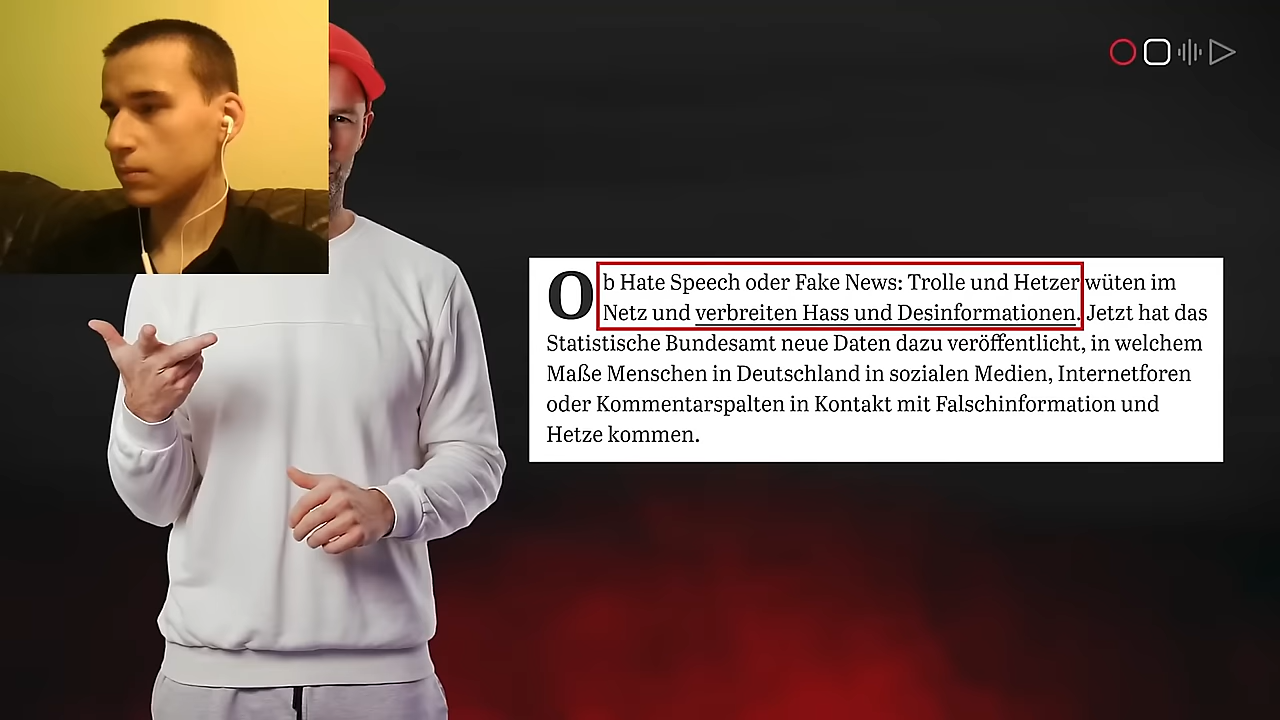 Ob Hate Speech oder Fake News: Trolle und Hetzer wüten im
Netz und verbreiten Hass und Desinformationen. Jetzt hat das
Statistische Bundesamt neue Daten dazu veröffentlicht, in welchem
Maße Menschen in Deutschland in sozialen Medien, Internetforen
oder Kommentarspalten in Kontakt mit Falschinformation und
Hetze kommen.